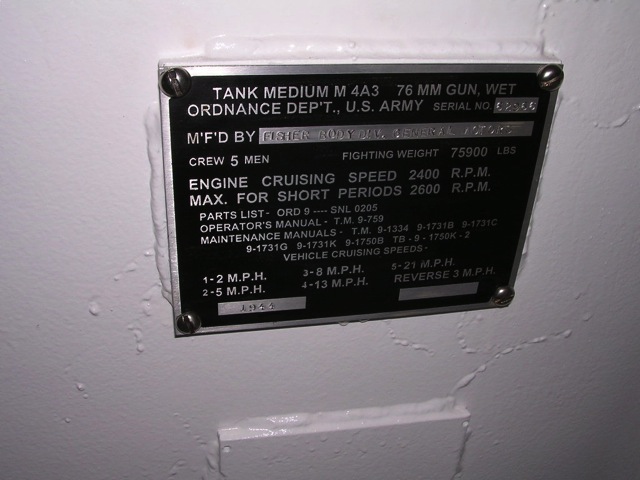 TANK MEDIUM M 4A3 76 MM GUN, WET
ORDNANCE DEP'T., U.S. ARMY SERIAL NO.
M'F'D BY FISHER BODY DIV. GENERAL MOTORS
CREW 5 MEN FIGHTING WEIGHT 75900 LBS
ENGINE CRUISING SPEED 2400 R.P.M.
MAX. FOR SHORT PERIODS 2600 R.P.M.
PARTS LIST- ORD 9 ---- SNL 0205
OPERATOR'S MANUAL - T.M. 9-759
MAINTENANCE MANUALS - T.M. 9-1334 9-1731B 9-1731C
9-1731G 9-1731K 9-1750B TB - 9 - 1750K - 2
VEHICLE CRUISING SPEEDS-
1-2 M.P.H. 3-8 M.P.H. 5-21 M.P.H.
2-5 M.P.H. 4-13 M.P.H. REVERSE 3 M.P.H.
1944